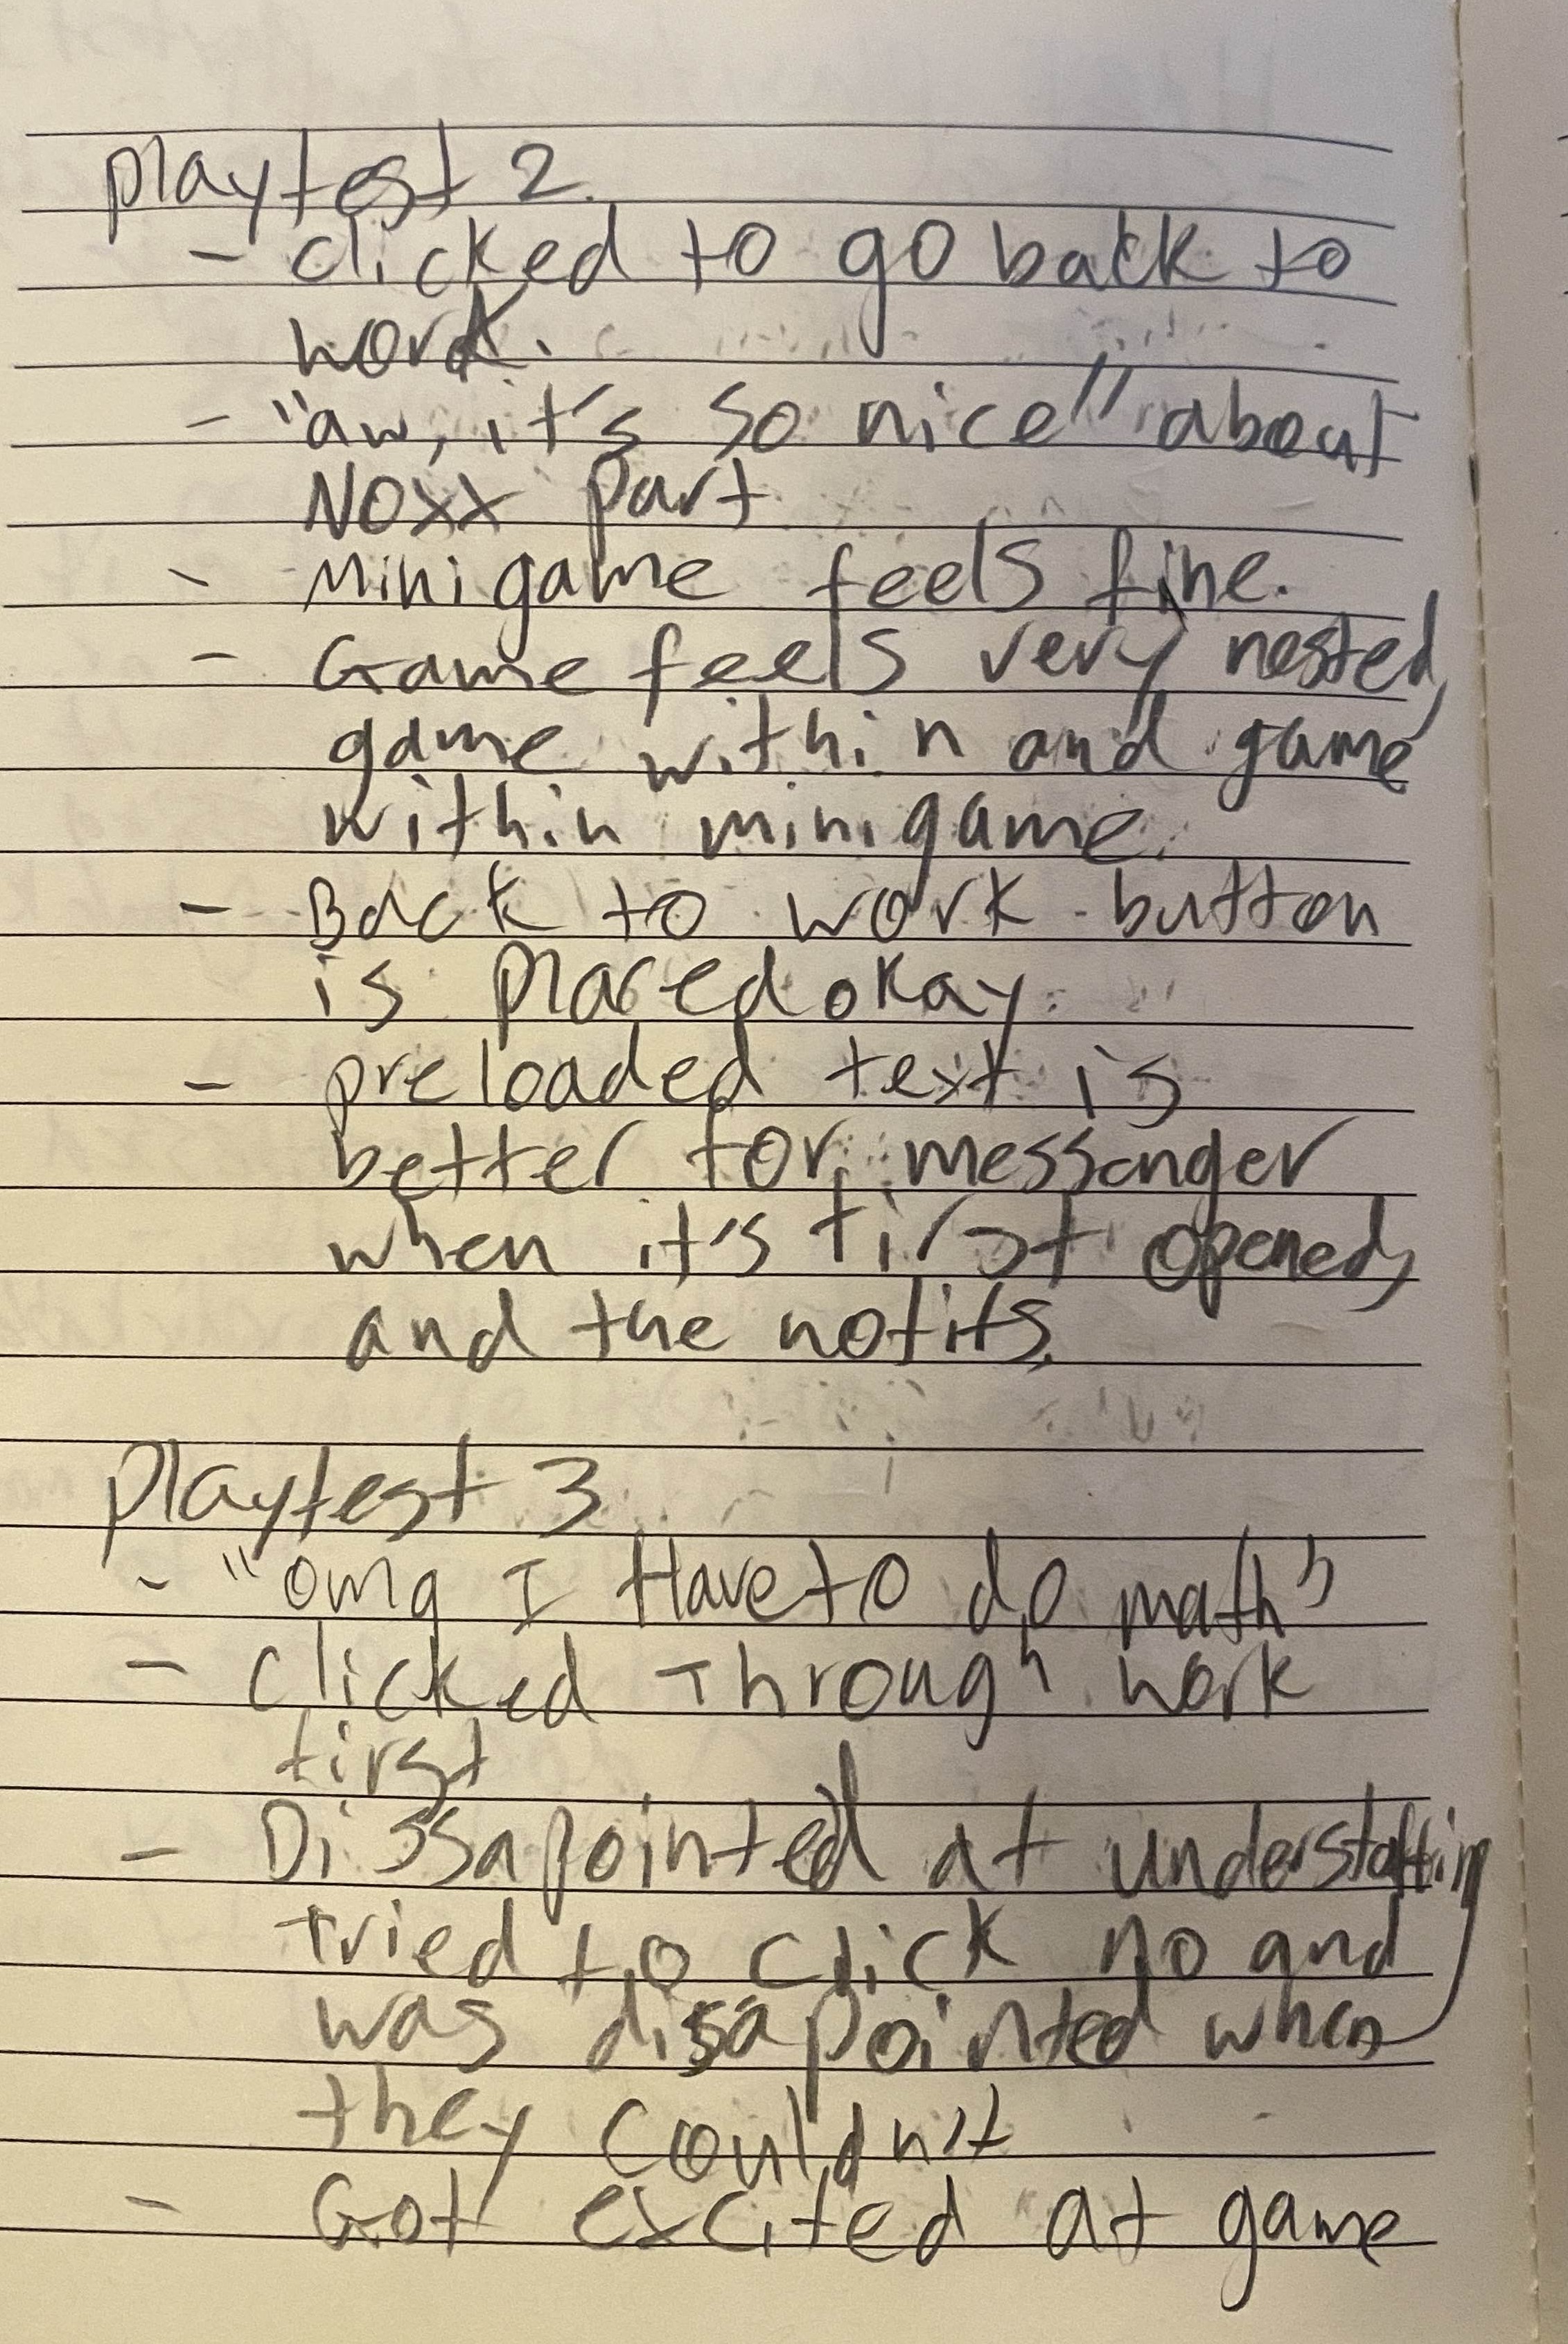 playtest 2.
- clicked to go back to
work.
- "aw, it's so nice" about
NOXX part
- Minigame feels fine.
- Game feels very nested,
game within and game
within minigame.
- Back to work button
is placed okay.
- preloaded text is
better for messanger
when it's first opened,
and the notifs.
playtest 3
- "omg I Have to do math"
- clicked Through work
first
- Dissapointed at understaffing
tried to click no and
was disapointed when
they couldn't
- Got excited at game